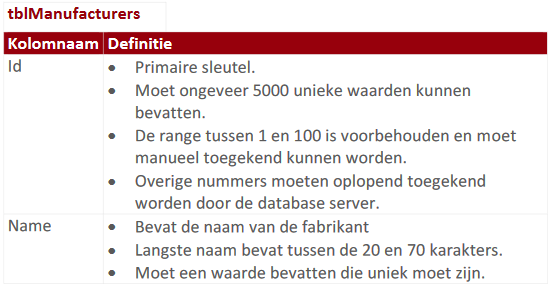 tblManufacturers
Kolomnaam Definitie
Id • Primaire sleutel.
• Moet ongeveer 5000 unieke waarden kunnen
bevatten.
• De range tussen 1 en 100 is voorbehouden en moet
manueel toegekend kunnen worden.
• Overige nummers moeten oplopend toegekend
worden door de database server.
Name • Bevat de naam van de fabrikant
• Langste naam bevat tussen de 20 en 70 karakters.
• Moet een waarde bevatten die uniek moet zijn.